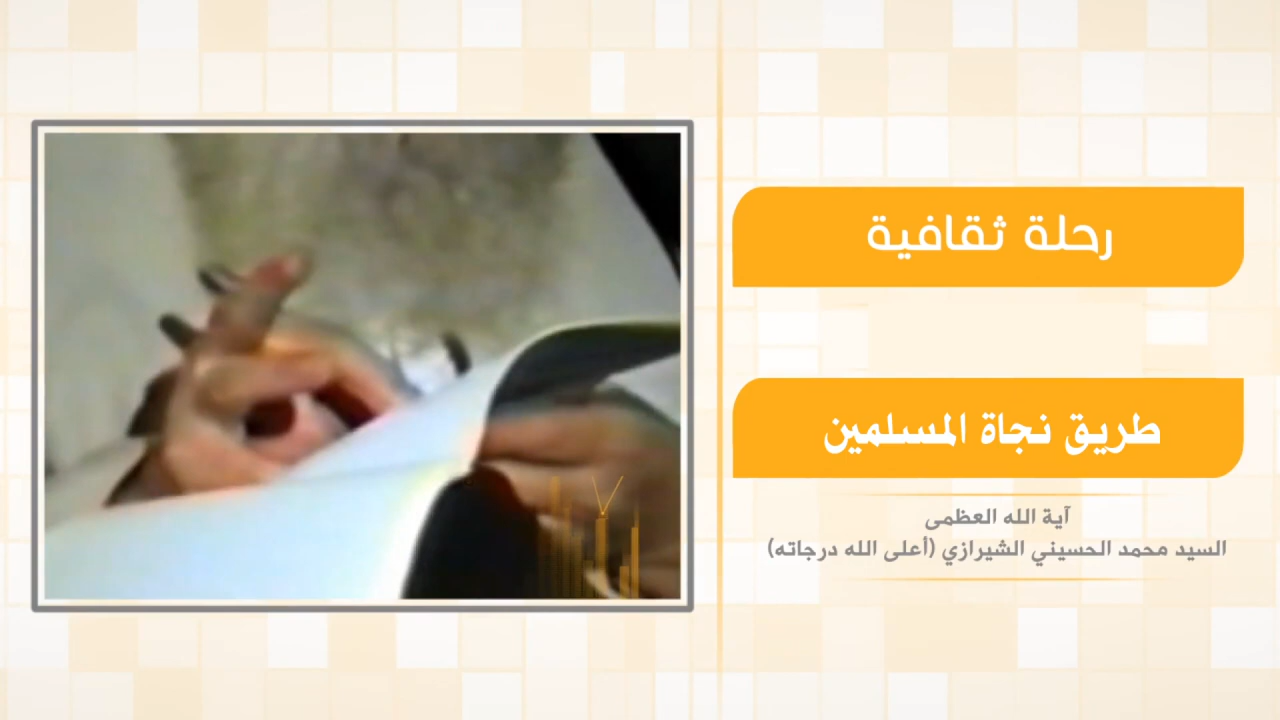 رحلة ثقافية
طريق نجاة المسلمين
آية الله العظمى
السيد محمد الحسيني الشيرازي (أعلى الله درجاته)